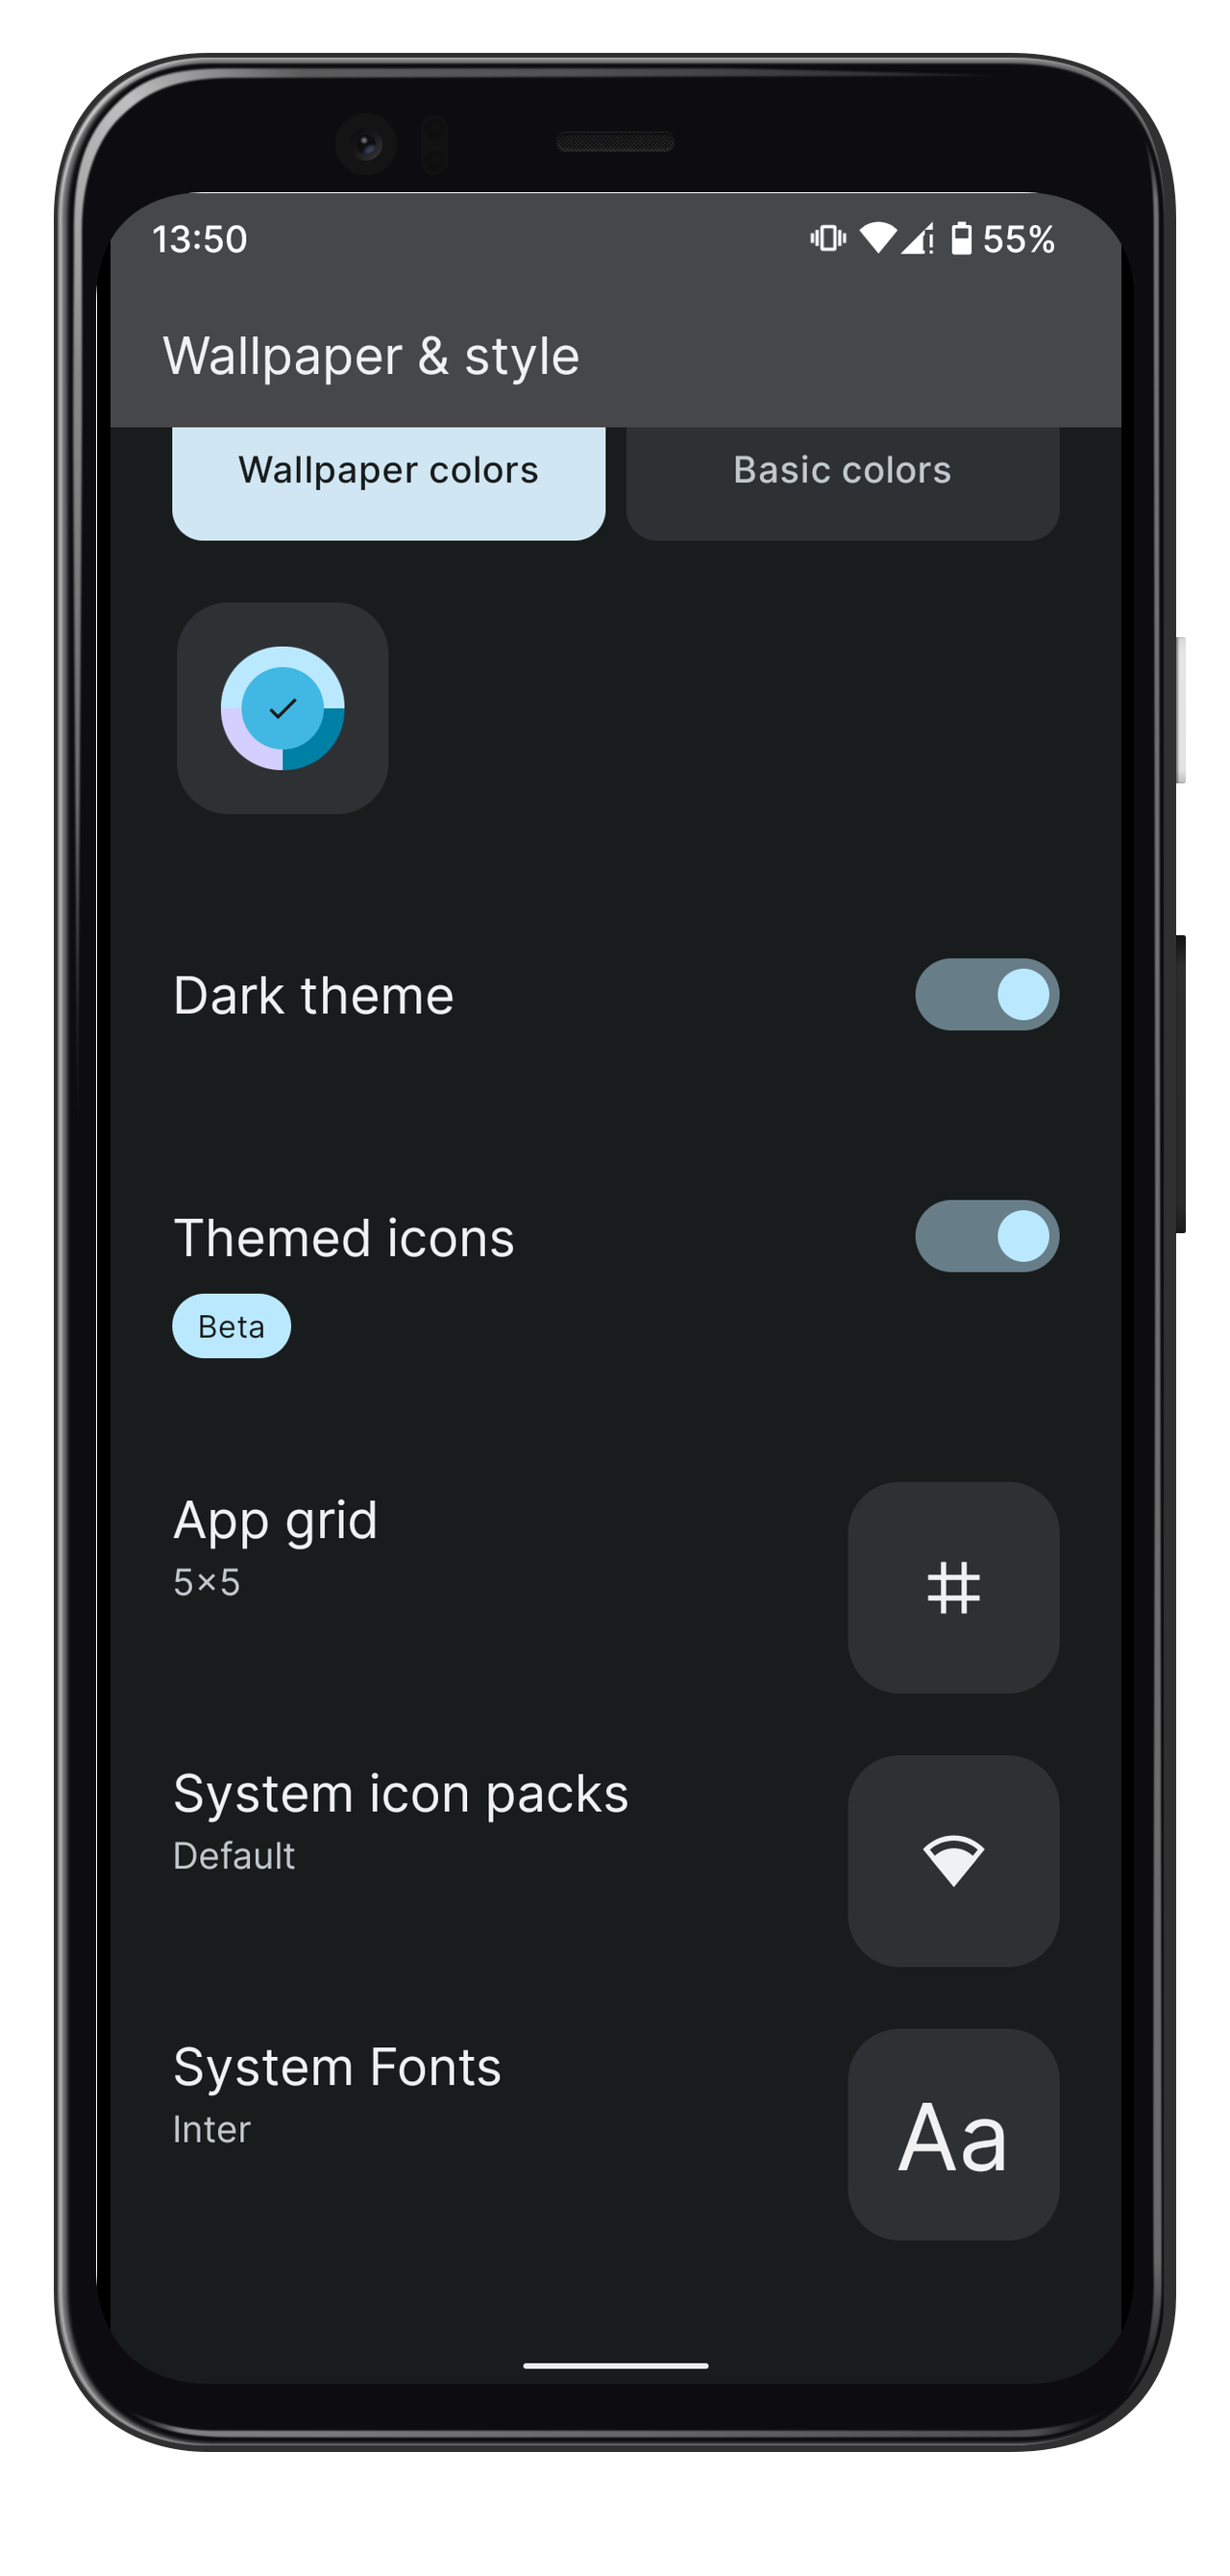 13:50 55%
Wallpaper & style
Wallpaper colors Basic colors
Dark theme
Themed icons
Beta
App grid
5×5
System icon packs
Default
System Fonts
Inter
Aa